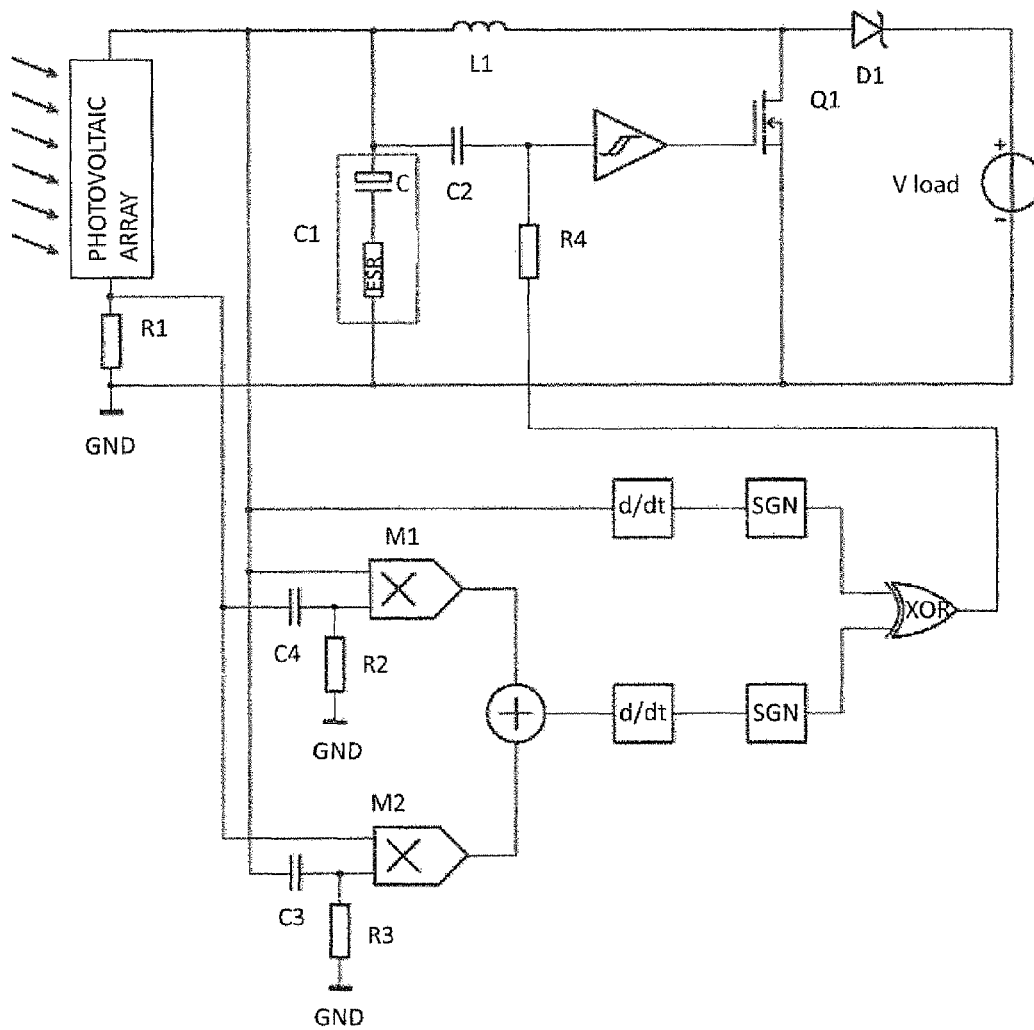 L1
D1
Q1
PHOTOVOLTAIC
ARRAY
C
C2
C1
ESR
R4
V load
+
-
R1
GND
d/dt
SGN
M1
XOR
C4
R2
GND
d/dt
SGN
M2
C3
R3
GND